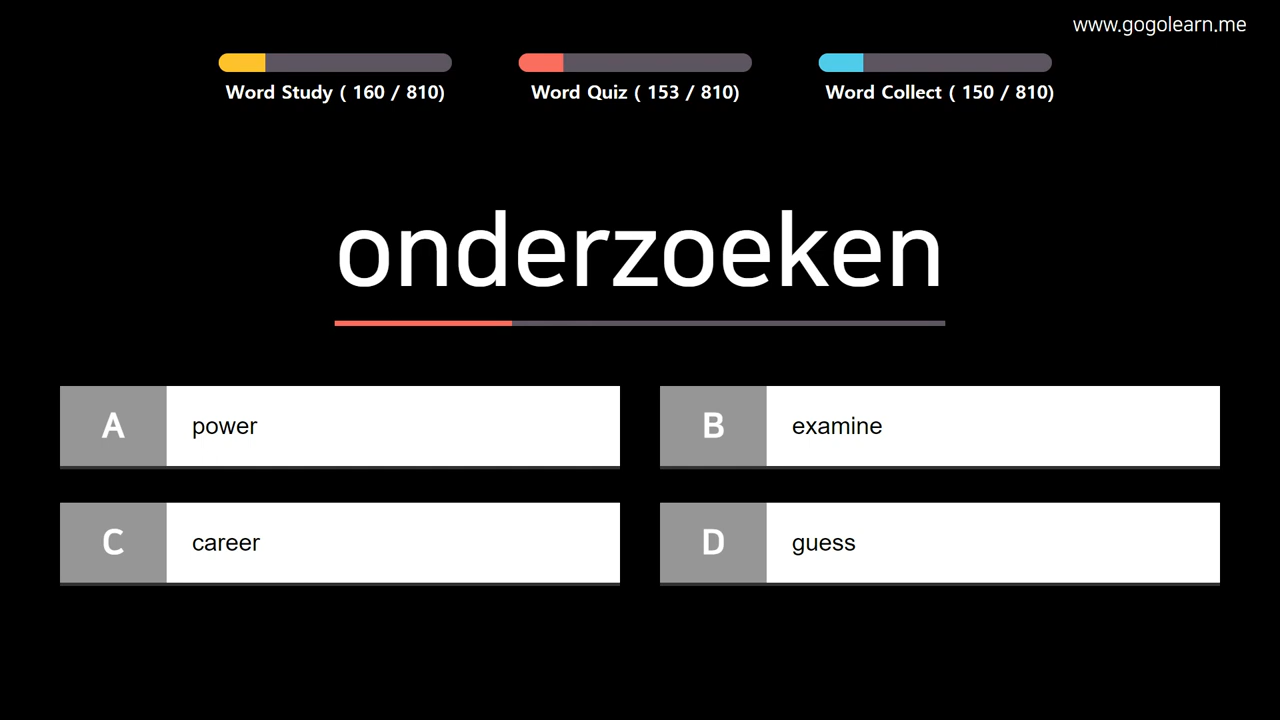 www.gogolearn.me
Word Study ( 160 / 810)
Word Quiz ( 153 / 810)
Word Collect ( 150 / 810)
onderzoeken
A power
B examine
C career
D guess